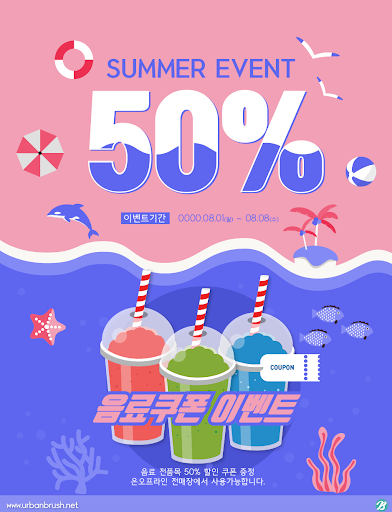 SUMMER EVENT
50%
이벤트기간 0000.08.01(월) ~ 08.08(수)
COUPON
음료쿠폰 이벤트
음료 전품목 50% 할인 쿠폰 증정
온오프라인 전매장에서 사용가능합니다.
www.urbanbrush.net